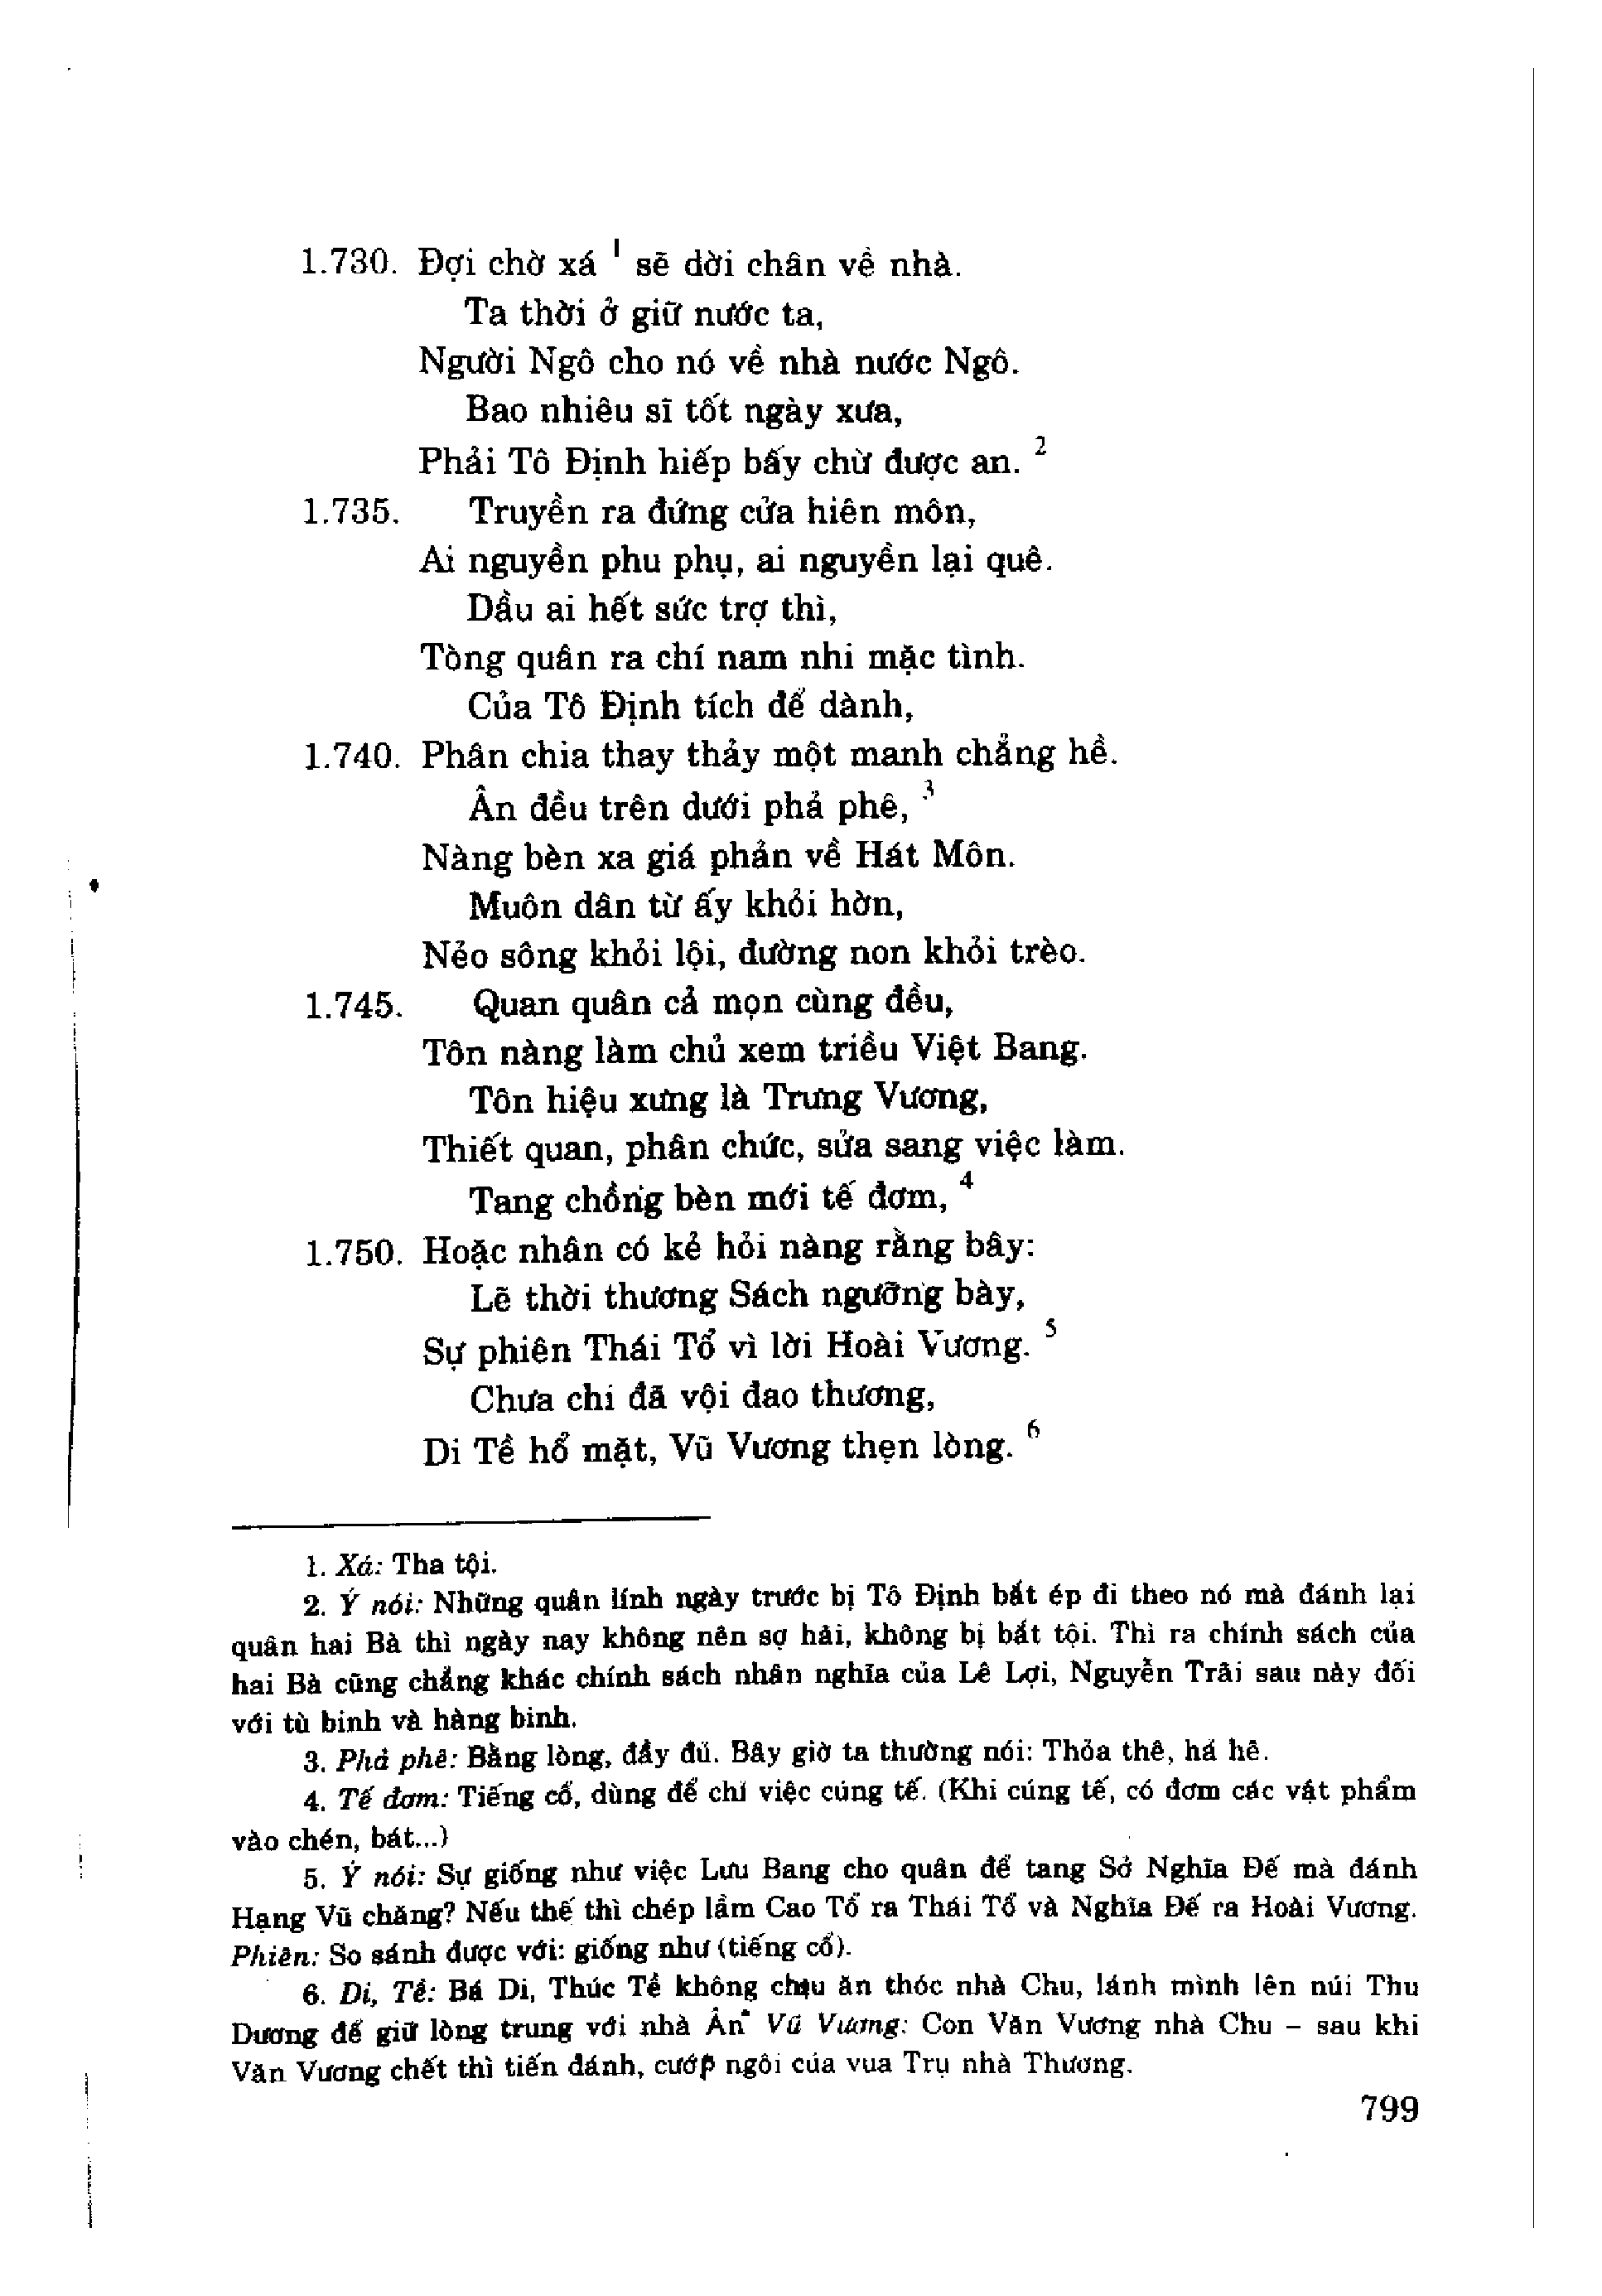 1.730. Đợi chờ xá ¹ sẽ dời chân về nhà.
Ta thời ở giữ nước ta,
Người Ngô cho nó về nhà nước Ngô.
Bao nhiêu sĩ tốt ngày xưa,
Phải Tô Định hiếp bấy chừ được an. ²
1.735. Truyền ra đứng cửa hiên môn,
Ai nguyền phu phụ, ai nguyền lại quê.
Dầu ai hết sức trợ thì,
Tòng quân ra chí nam nhi mặc tình.
Của Tô Định tích để dành,
1.740. Phân chia thay thảy một manh chẳng hề.
Ân đều trên dưới phả phê, ³
Nàng bèn xa giá phản về Hát Môn.
Muôn dân từ ấy khỏi hờn,
Nẻo sông khỏi lội, đường non khỏi trèo.
1.745. Quan quân cả mọn cùng đều,
Tôn nàng làm chủ xem triều Việt Bang.
Tôn hiệu xưng là Trưng Vương,
Thiết quan, phân chức, sửa sang việc làm.
Tang chồng bèn mới tế đơm, ⁴
1.750. Hoặc nhân có kẻ hỏi nàng rằng bây:
Lẽ thời thương Sách ngưỡng bày,
Sự phiên Thái Tổ vì lời Hoài Vương. ⁵
Chưa chi đã vội đao thương,
Di Tề hổ mặt, Vũ Vương thẹn lòng. ⁶
1. Xá: Tha tội.
2. Ý nói: Những quân lính ngày trước bị Tô Định bắt ép đi theo nó mà đánh lại
quân hai Bà thì ngày nay không nên sợ hãi, không bị bắt tội. Thì ra chính sách của
hai Bà cũng chẳng khác chính sách nhân nghĩa của Lê Lợi, Nguyễn Trãi sau này đối
với tù binh và hàng binh.
3. Phả phê: Bằng lòng, đầy đủ. Bây giờ ta thường nói: Thỏa thê, hả hê.
4. Tế đơm: Tiếng cổ, dùng để chỉ việc cúng tế. (Khi cúng tế, có đơm các vật phẩm
vào chén, bát...)
5. Ý nói: Sự giống như việc Lưu Bang cho quân để tang Sở Nghĩa Đế mà đánh
Hạng Vũ chăng? Nếu thế thì chép lầm Cao Tổ ra Thái Tổ và Nghĩa Đế ra Hoài Vương.
Phiên: So sánh được với: giống như (tiếng cổ).
6. Di, Tề: Bá Di, Thúc Tề không chịu ăn thóc nhà Chu, lánh mình lên núi Thu
Dương để giữ lòng trung với nhà Ân. Vũ Vương: Con Văn Vương nhà Chu – sau khi
Văn Vương chết thì tiến đánh, cướp ngôi của vua Trụ nhà Thương.
799